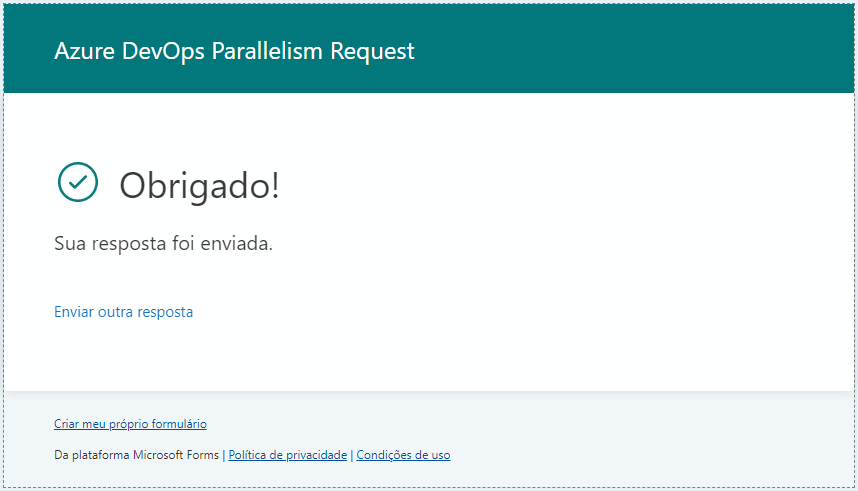 Azure DevOps Parallelism Request
Obrigado!
Sua resposta foi enviada.
Enviar outra resposta
Criar meu próprio formulário
Da plataforma Microsoft Forms | Política de privacidade | Condições de uso